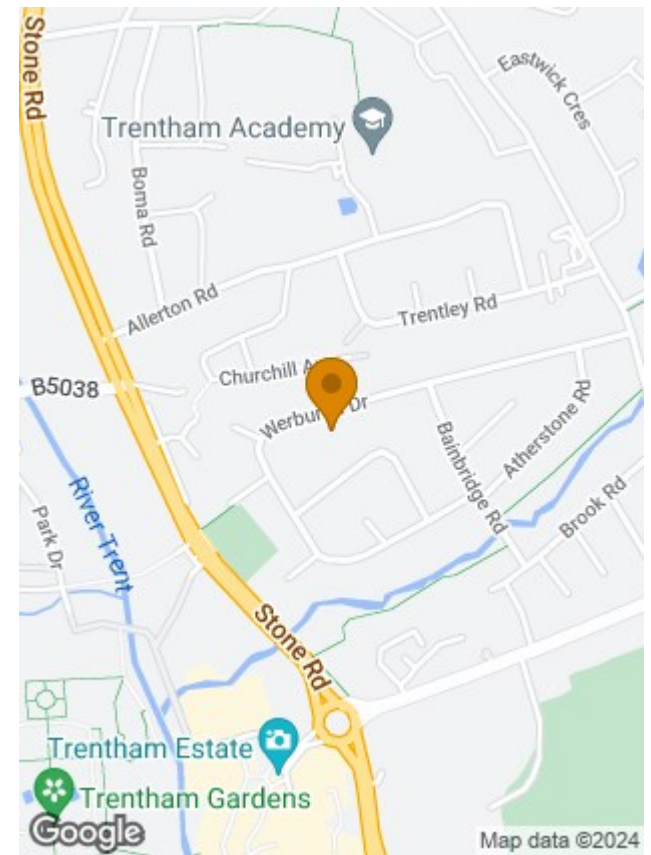 Stone Rd
Eastwick Cres
Trentham Academy
Boma Rd
Allerton Rd
Trentley Rd
Churchill
B5038
Dr
Bainbridge Rd
Atherstone Rd
River Trent
Park Dr
Brook Rd
Stone Rd
Trentham Estate
Trentham Gardens
Google
Map data ©2024